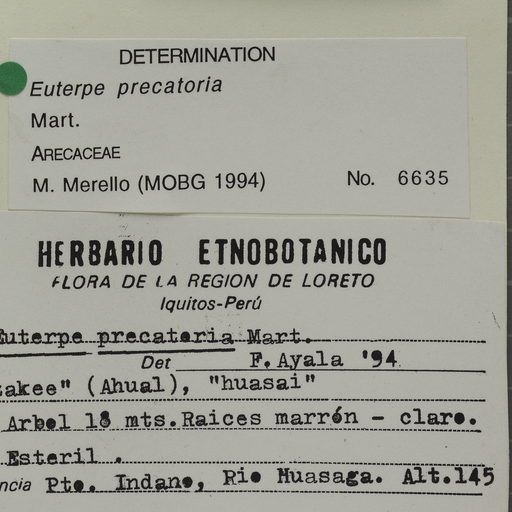 DETERMINATION
Euterpe precatoria
Mart.
ARECACEAE
M. Merello (MOBG 1994) No. 6635
HERBARIO ETNOBOTANICO
FLORA DE LA REGION DE LORETO
Iquitos-Perú
Euterpe precatoria Mart.
Det F. Ayala '94
akee" (Ahual), "huasai"
Arbol 18 mts. Raices marrón - claro.
Esteril .
ncia Pto. Indano, Rio Huasaga. Alt. 145